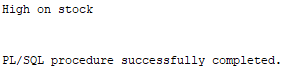 High on stock
PL/SQL procedure successfully completed.